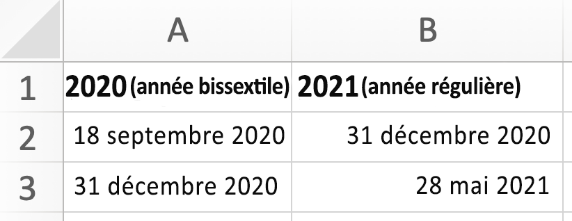 A B
1 2020 (année bissextile) 2021 (année régulière)
2 18 septembre 2020 31 décembre 2020
3 31 décembre 2020 28 mai 2021